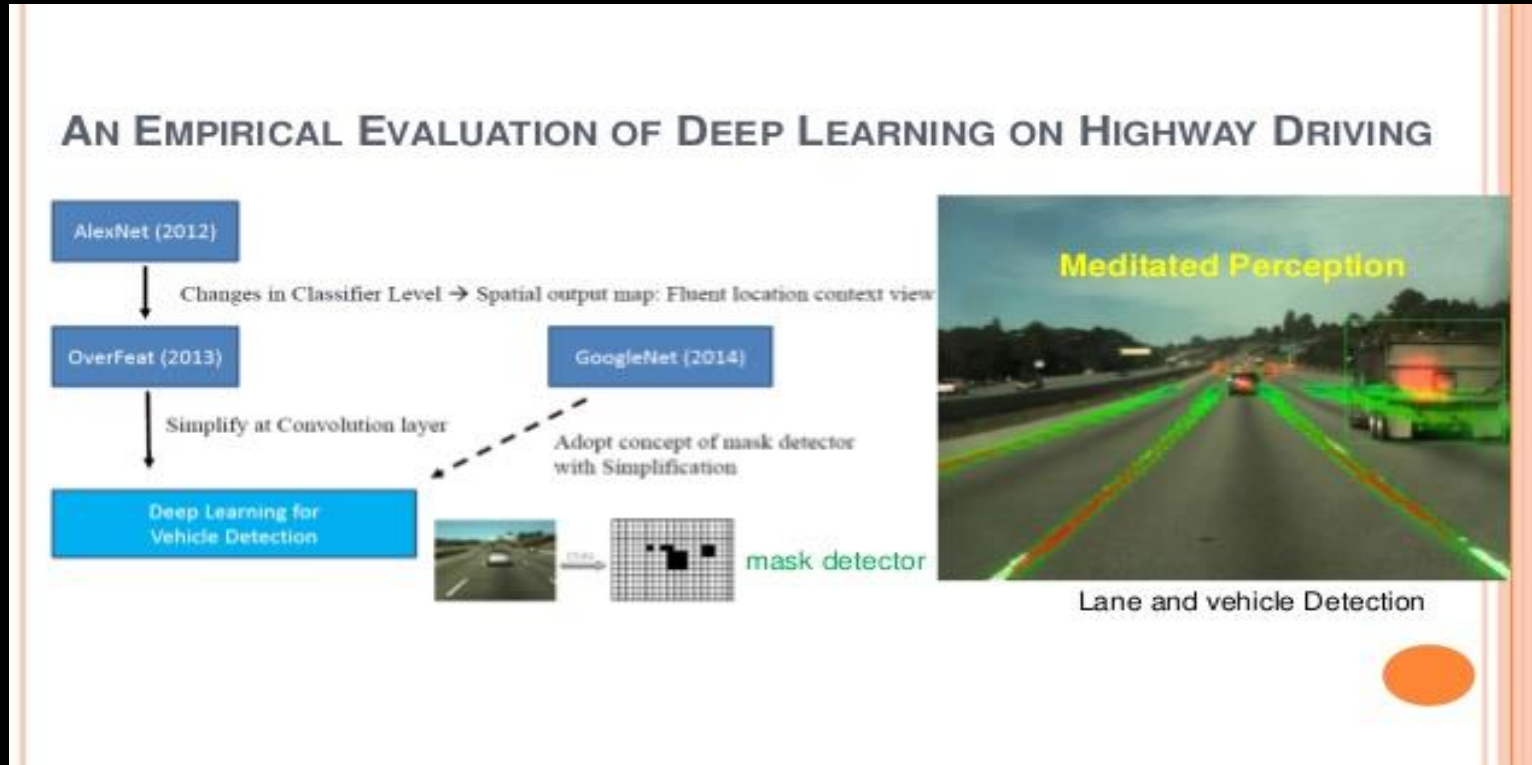 AN EMPIRICAL EVALUATION OF DEEP LEARNING ON HIGHWAY DRIVING
AlexNet (2012)
Changes in Classifier Level → Spatial output map: Fluent location context view
OverFeat (2013)
GoogleNet (2014)
Simplify at Convolution layer
Adopt concept of mask detector
with Simplification
Deep Learning for
Vehicle Detection
mask detector
Meditated Perception
Lane and vehicle Detection